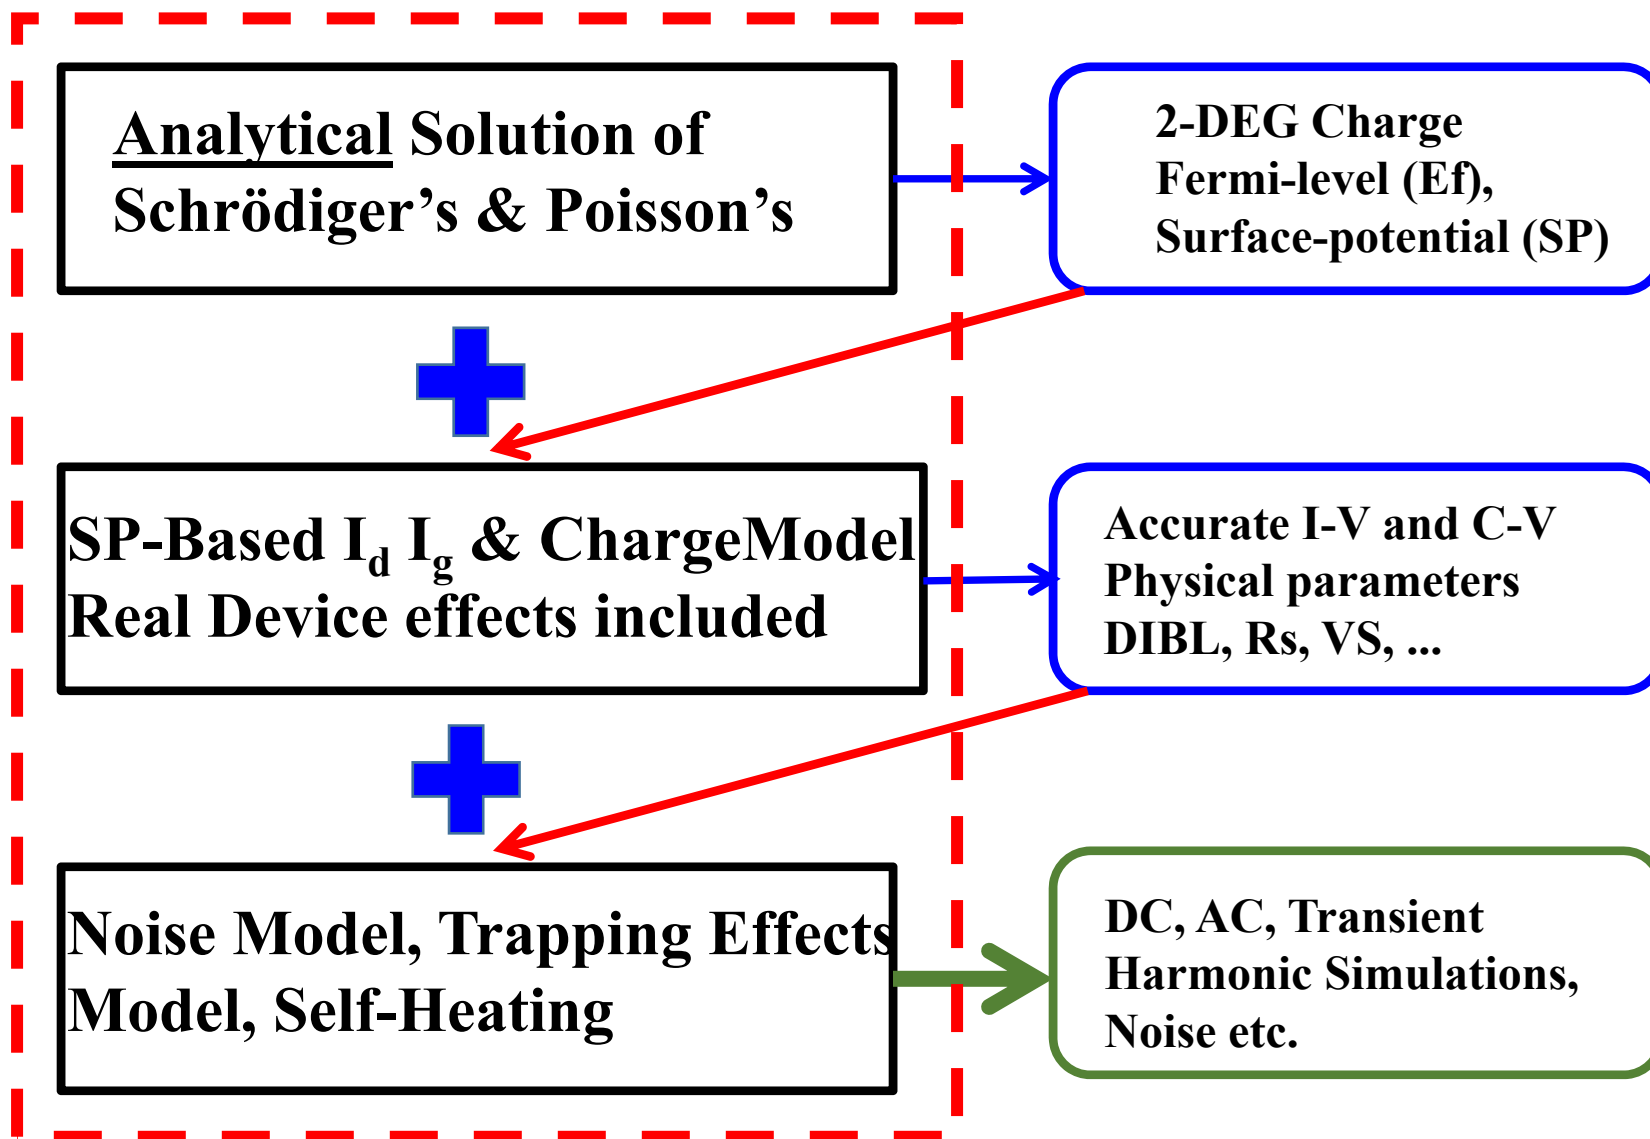 Analytical Solution of
Schrödiger’s & Poisson’s
2-DEG Charge
Fermi-level (Ef),
Surface-potential (SP)
SP-Based Id Ig & ChargeModel
Real Device effects included
Accurate I-V and C-V
Physical parameters
DIBL, Rs, VS, ...
Noise Model, Trapping Effects
Model, Self-Heating
DC, AC, Transient
Harmonic Simulations,
Noise etc.